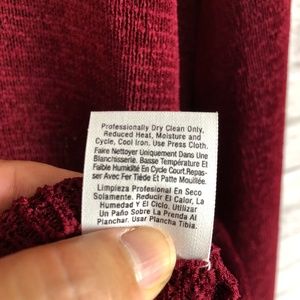 Professionally Dry Clean Only,
Reduced Heat, Moisture and
Cycle, Cool Iron. Use Press Cloth.
Faire Nettoyer Uniquement Dans Une
Blanchisserie. Basse Température Et
Faible Humidité En Cycle Court.Repas-
ser Avec Fer Tiéde Et Patte Mouilée.
Limpieza Profesional En Seco
Solamente. Reducir El Calor, La
Humedad Y El Ciclo. Utilizar
Un Paño Sobre La Prenda Al
Planchar. Usar Plancha Tibia.